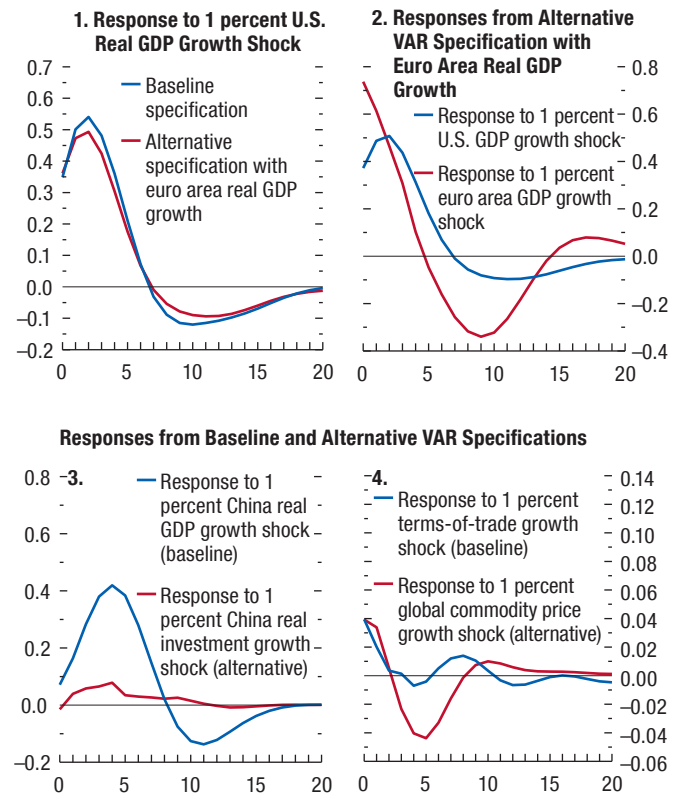 1. Response to 1 percent U.S.
Real GDP Growth Shock
0.7
0.6
0.5
0.4
0.3
0.2
0.1
0.0
–0.1
–0.2
0 5 10 15 20
Baseline
specification
Alternative
specification with
euro area real GDP
growth
2. Responses from Alternative
VAR Specification with
Euro Area Real GDP
Growth
Response to 1 percent
U.S. GDP growth shock
Response to 1 percent
euro area GDP growth
shock
0.8
0.6
0.4
0.2
0.0
–0.2
–0.4
0 5 10 15 20
Responses from Baseline and Alternative VAR Specifications
3.
0.8
0.6
0.4
0.2
0.0
–0.2
0 5 10 15 20
Response to 1
percent China real
GDP growth shock
(baseline)
Response to 1
percent China real
investment growth
shock (alternative)
4.
Response to 1 percent
terms-of-trade growth
shock (baseline)
Response to 1 percent
global commodity price
growth shock (alternative)
0.14
0.12
0.10
0.08
0.06
0.04
0.02
0.00
–0.02
–0.04
–0.06
0 5 10 15 20